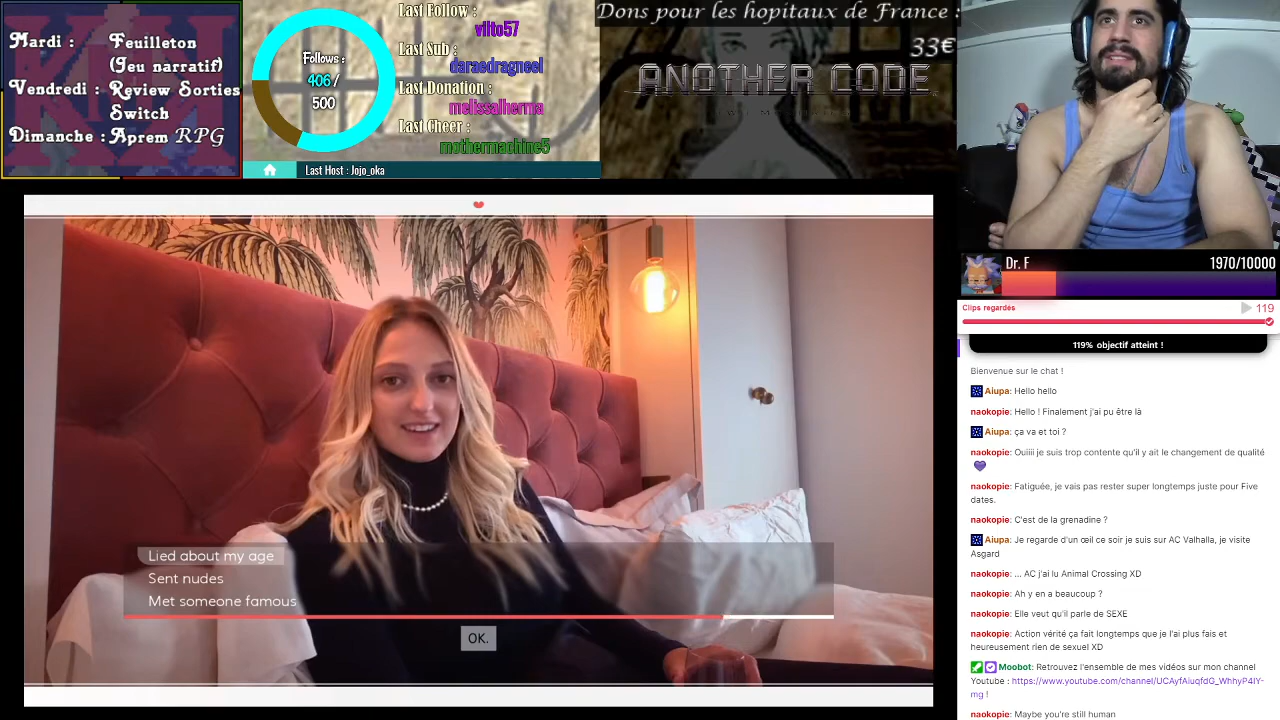 Mardi :
Feuilleton
(Jeu narratif)
Vendredi :
Review Sorties
Switch
Dimanche :
Aprem RPG
Follows :
406 /
500
Last Follow :
vilto57
Last Sub :
daraedragneel
Last Donation :
melissalherma
Last Cheer :
mothermachine5
Last Host : Jojo_oka
Dons pour les hopitaux de France :
33€
ANOTHER CODE
Dr. F
1970/10000
Clips regardés
119
119% objectif atteint !
Bienvenue sur le chat !
Aiupa: Hello hello
naokopie: Hello ! Finalement j'ai pu être là
Aiupa: ça va et toi ?
naokopie: Ouiiii je suis trop contente qu'il y ait le changement de qualité
naokopie: Fatiguée, je vais pas rester super longtemps juste pour Five
dates.
naokopie: C'est de la grenadine ?
Aiupa: Je regarde d'un œil ce soir je suis sur AC Valhalla, je visite
Asgard
naokopie: ... AC j'ai lu Animal Crossing XD
naokopie: Ah y en a beaucoup ?
naokopie: Elle veut qu'il parle de SEXE
naokopie: Action vérité ça fait longtemps que je l'ai plus fais et
heureusement rien de sexuel XD
Moobot: Retrouvez l'ensemble de mes vidéos sur mon channel
Youtube : https://www.youtube.com/channel/UCAyfAiuqfdG_WhhyP4IY-
mg !
naokopie: Maybe you're still human
Lied about my age
Sent nudes
Met someone famous
OK.